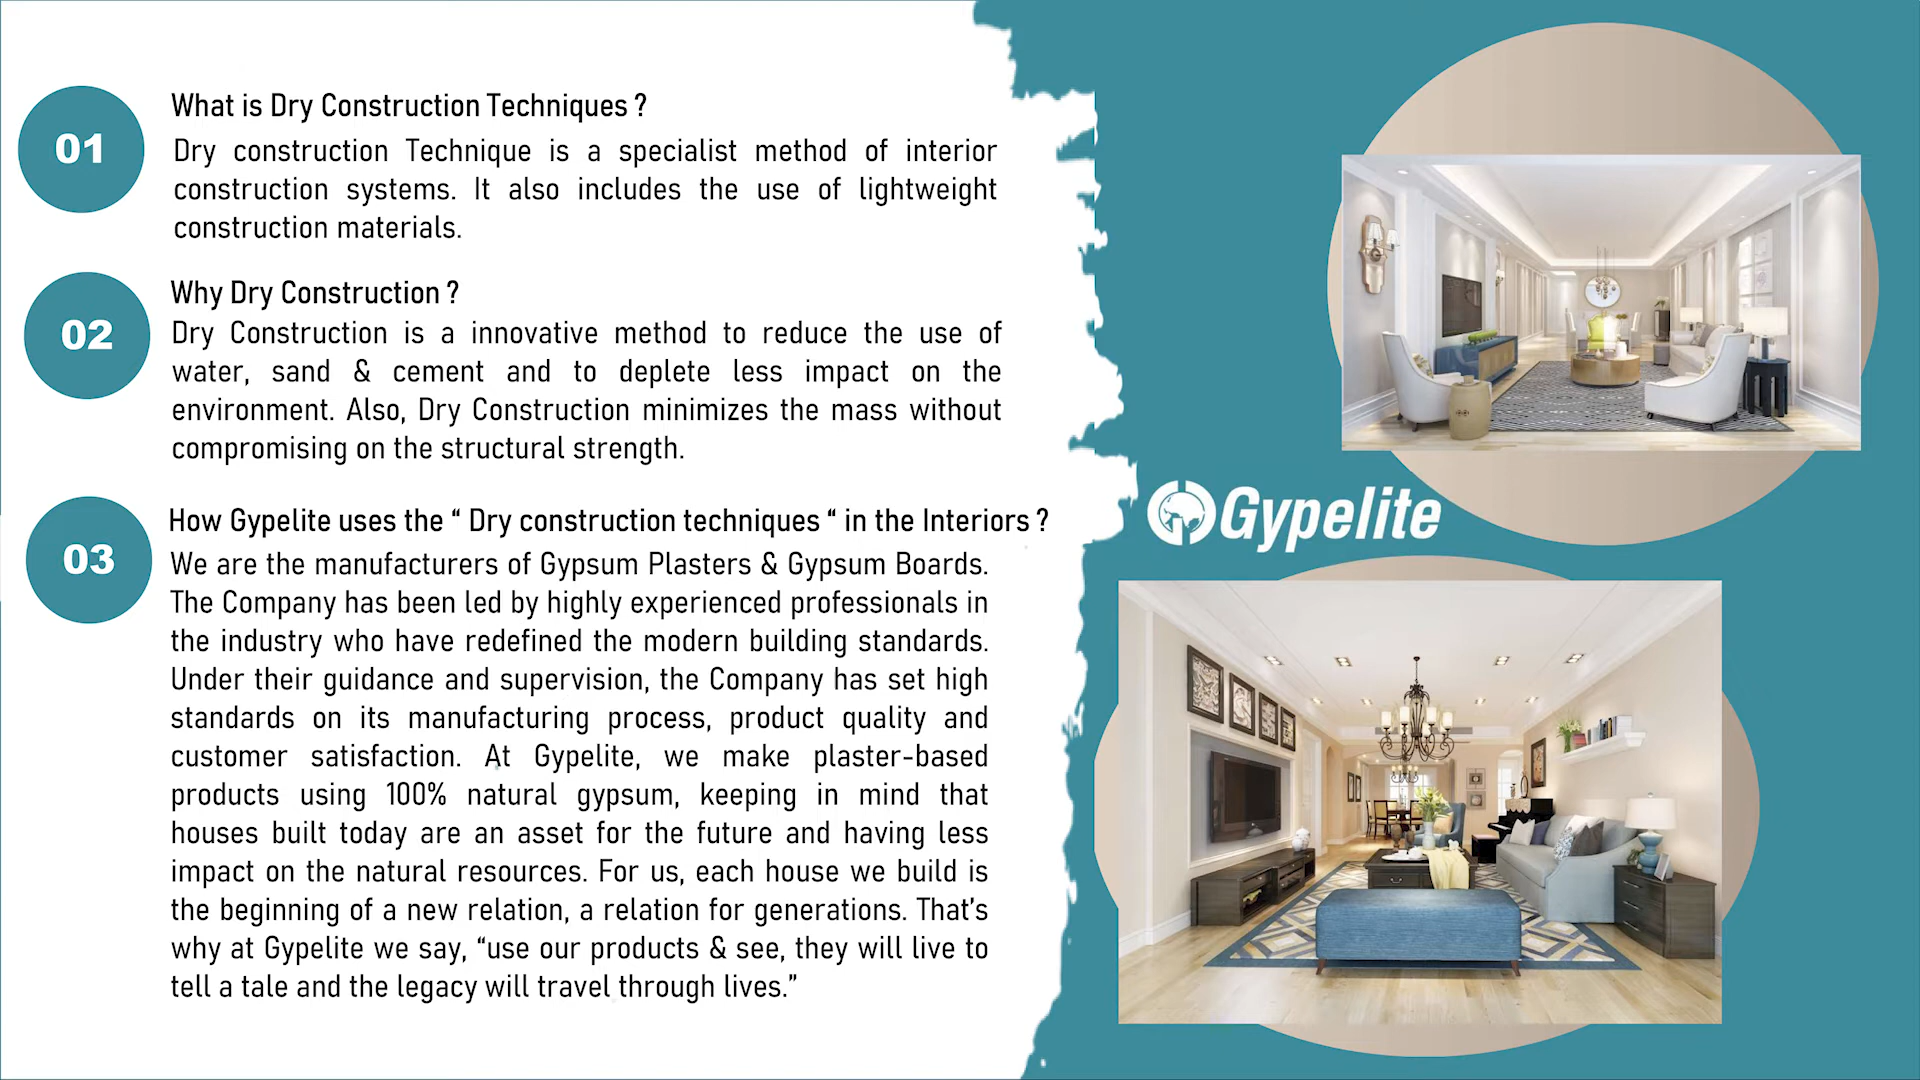 01
What is Dry Construction Techniques ?
Dry construction Technique is a specialist method of interior
construction systems. It also includes the use of lightweight
construction materials.
02
Why Dry Construction ?
Dry Construction is a innovative method to reduce the use of
water, sand & cement and to deplete less impact on the
environment. Also, Dry Construction minimizes the mass without
compromising on the structural strength.
03
How Gypelite uses the “ Dry construction techniques “ in the Interiors ?
We are the manufacturers of Gypsum Plasters & Gypsum Boards.
The Company has been led by highly experienced professionals in
the industry who have redefined the modern building standards.
Under their guidance and supervision, the Company has set high
standards on its manufacturing process, product quality and
customer satisfaction. At Gypelite, we make plaster-based
products using 100% natural gypsum, keeping in mind that
houses built today are an asset for the future and having less
impact on the natural resources. For us, each house we build is
the beginning of a new relation, a relation for generations. That’s
why at Gypelite we say, “use our products & see, they will live to
tell a tale and the legacy will travel through lives.”
Gypelite